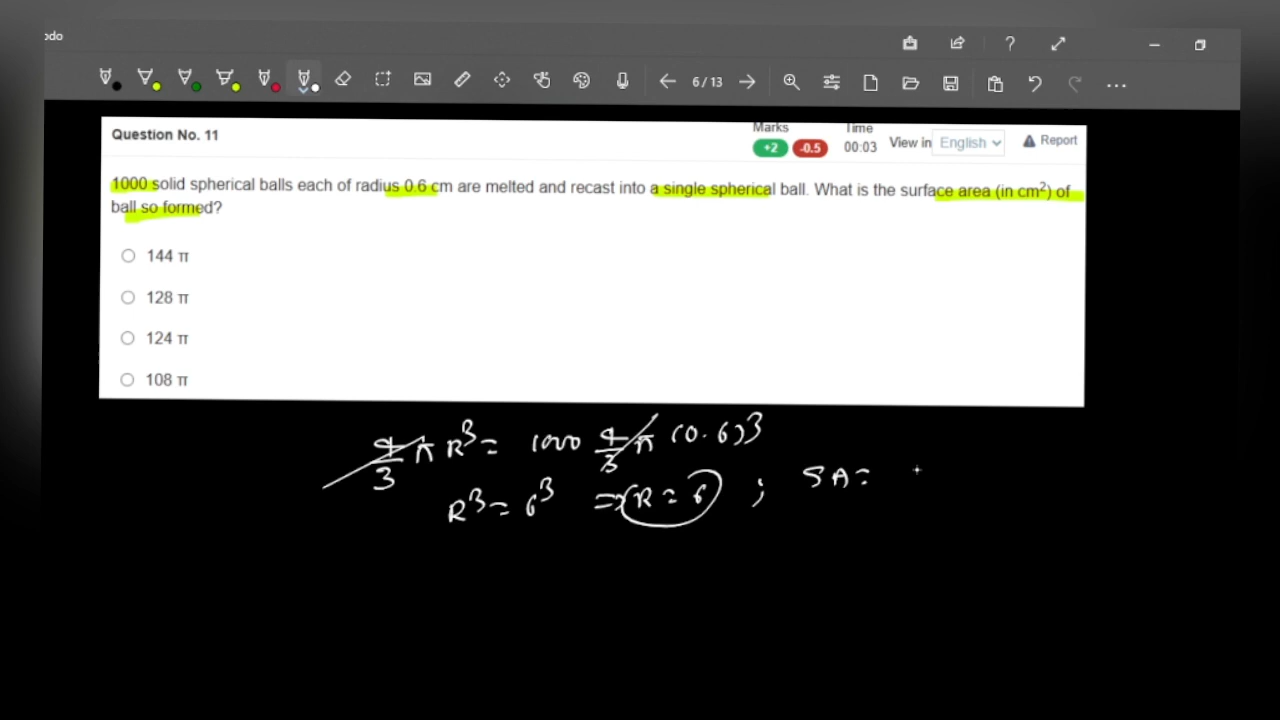 odo
6 / 13
Question No. 11
Marks
+2 -0.5
Time
00:03
View in English
Report
1000 solid spherical balls each of radius 0.6 cm are melted and recast into a single spherical ball. What is the surface area (in cm²) of
ball so formed?
144 π
128 π
124 π
108 π
4/3 π R³ = 1000 4/3 π (0.6)³
R³ = 6³ => R = 6 ; SA =